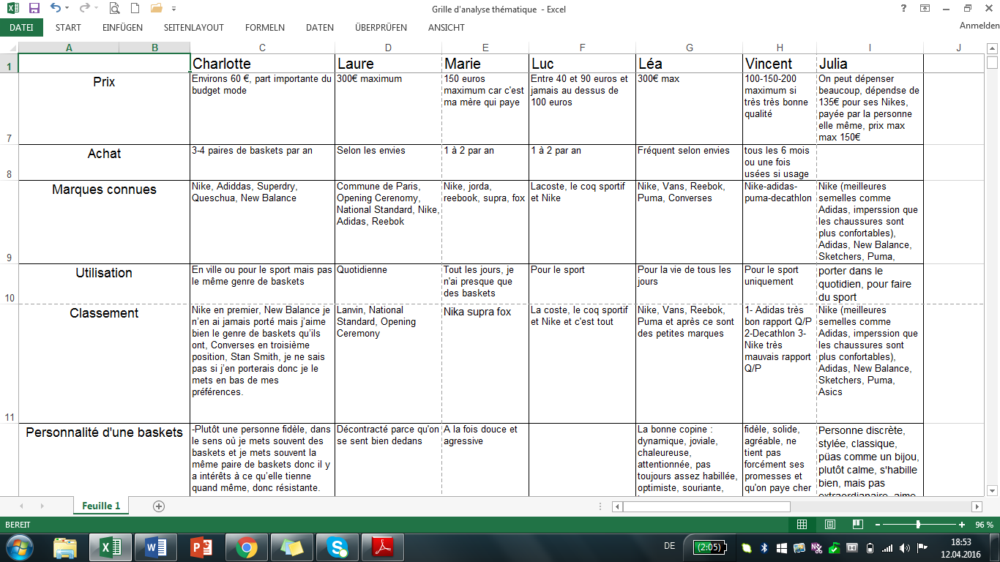 Grille d'analyse thématique - Excel
?
DATEI START EINFÜGEN SEITENLAYOUT FORMELN DATEN ÜBERPRÜFEN ANSICHT Anmelden
A B C D E F G H I J
1 Charlotte Laure Marie Luc Léa Vincent Julia
Prix
Environs 60 €, part importante du
budget mode
300€ maximum
150 euros
maximum car c'est
ma mère qui paye
Entre 40 et 90 euros et
jamais au dessus de
100 euros
300€ max
100-150-200
maximum si
très très bonne
qualité
On peut dépenser
beaucoup, dépendse de
135€ pour ses Nikes,
payée par la personne
elle même, prix max
max 150€
7
Achat
3-4 paires de baskets par an
Selon les envies
1 à 2 par an
1 à 2 par an
Fréquent selon envies
tous les 6 mois
ou une fois
usées si usage
8
Marques connues
Nike, Adiddas, Superdry,
Queschua, New Balance
Commune de Paris,
Opening Cerenomy,
National Standard, Nike,
Adidas, Reebok
Nike, jorda,
reebook, supra, fox
Lacoste, le coq sportif
et Nike
Nike, Vans, Reebok,
Puma, Converses
Nike-adidas-
puma-decathlon
Nike (meilleures
semelles comme
Adidas, imperssion que
les chaussures sont
plus confortables),
Adidas, New Balance,
Sketchers, Puma,
9
Utilisation
En ville ou pour le sport mais pas
le même genre de baskets
Quotidienne
Tout les jours, je
n'ai presque que
des baskets
Pour le sport
Pour la vie de tous les
jours
Pour le sport
uniquement
porter dans le
quotidien, pour faire
du sport
10
Classement
Nike en premier, New Balance je
n'en ai jamais porté mais j'aime
bien le genre de baskets qu'ils
ont, Converses en troisième
position, Stan Smith, je ne sais
pas si j'en porterais donc je le
mets en bas de mes
préférences.
Lanvin, National
Standard, Opening
Ceremony
Nika supra fox
La coste, le coq sportif
et Nike et c'est tout
Nike, Vans, Reebok,
Puma et après ce sont
des petites marques
1- Adidas très
bon rapport Q/P
2-Decathlon 3-
Nike très
mauvais rapport
Q/P
Nike (meilleures
semelles comme
Adidas, imperssion que
les chaussures sont
plus confortables),
Adidas, New Balance,
Sketchers, Puma,
Asics
11
Personnalité d'une baskets
-Plutôt une personne fidèle, dans
le sens où je mets souvent des
baskets et je mets souvent la
même paire de baskets donc il y
a intérêts à ce qu'elle tienne
quand même, donc résistante.
Décontracté parce qu'on
se sent bien dedans
A la fois douce et
agressive
La bonne copine :
dynamique, joviale,
chaleureuse,
attentionnée, pas
toujours assez habillée,
optimiste, souriante,
fidèle, solide,
agréable, ne
tient pas
forcément ses
promesses et
qu'on paye cher
Personne discrète,
stylée, classique,
püas comme un bijou,
plutôt calme, s'habille
bien, mais pas
extraordianaire, aime
Feuille 1
BEREIT 96 %
DE (2:05) 18:53
12.04.2016